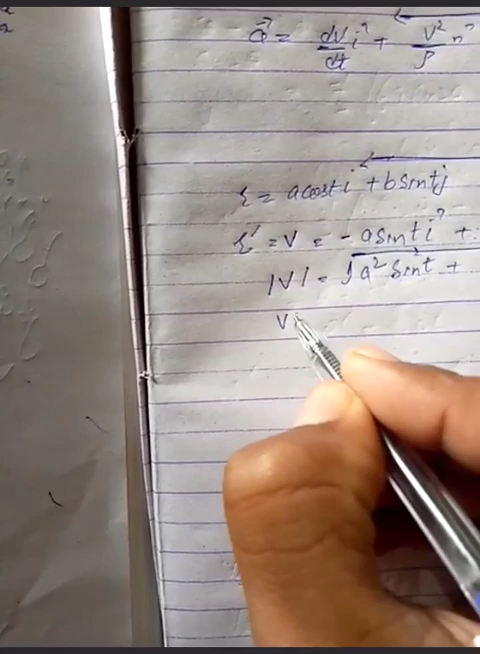 a⃗ = dV/dt i^ + V²/ρ n^
r = a cost i + b sint j
r' = V = - a sint i^ +
|V| = √a² sin²t +
V